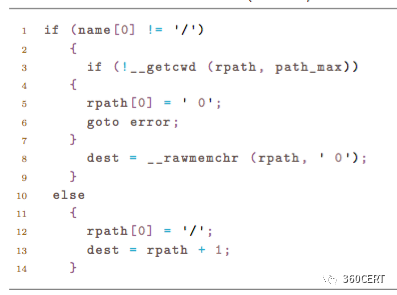 1 if (name[0] != '/')
2 {
3 if (!__getcwd (rpath, path_max))
4 {
5 rpath[0] = ' 0';
6 goto error;
7 }
8 dest = __rawmemchr (rpath, ' 0');
9 }
10 else
11 {
12 rpath[0] = '/';
13 dest = rpath + 1;
14 }
360CERT